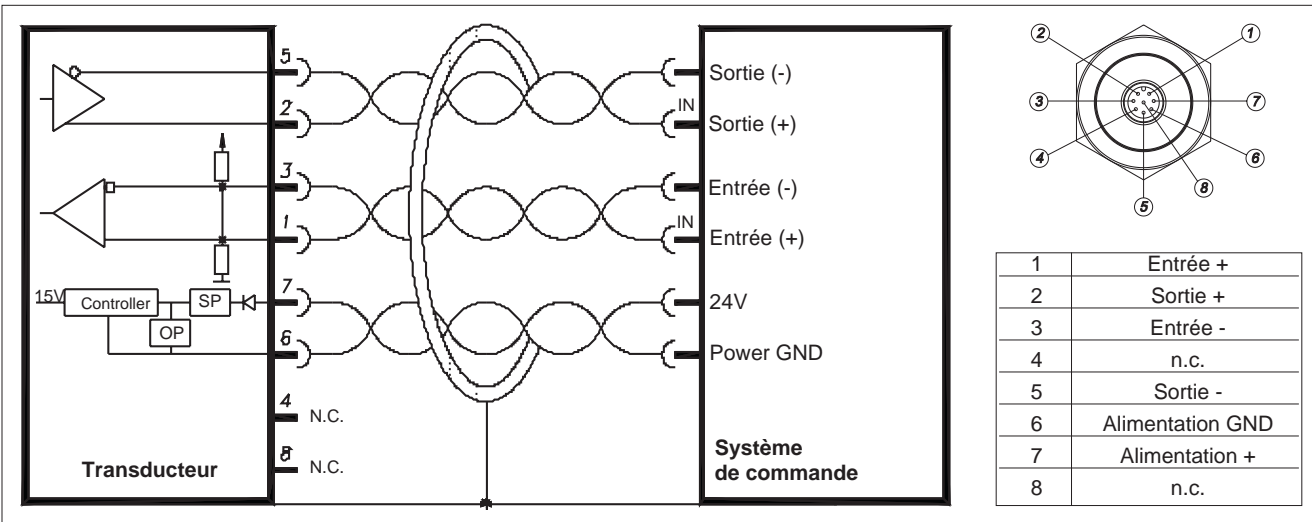 5
Sortie (-)
IN
2
Sortie (+)
3
Entrée (-)
1
IN
Entrée (+)
15V
Controller
SP
7
24V
OP
6
Power GND
4
N.C.
8
N.C.
Transducteur
Système
de commande
2
1
3
7
4
6
8
5
1 Entrée +
2 Sortie +
3 Entrée -
4 n.c.
5 Sortie -
6 Alimentation GND
7 Alimentation +
8 n.c.